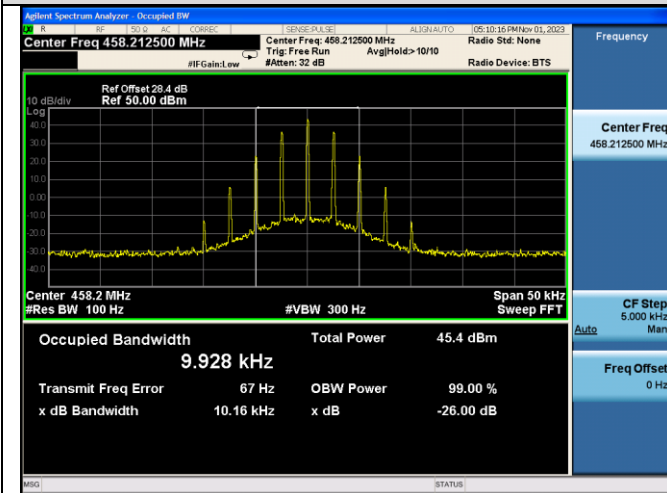 Agilent Spectrum Analyzer - Occupied BW
R RF 50 Ω AC CORREC SENSE:PULSE ALIGN AUTO 05:10:16 PM Nov 01, 2023
Center Freq 458.212500 MHz
Center Freq: 458.212500 MHz
Radio Std: None
Trig: Free Run Avg|Hold:>10/10
#IFGain:Low #Atten: 32 dB Radio Device: BTS
Ref Offset 28.4 dB
10 dB/div Ref 50.00 dBm
Log
40.0
30.0
20.0
10.0
0.00
-10.0
-20.0
-30.0
-40.0
Center 458.2 MHz Span 50 kHz
#Res BW 100 Hz #VBW 300 Hz Sweep FFT
Occupied Bandwidth Total Power 45.4 dBm
9.928 kHz
Transmit Freq Error 67 Hz OBW Power 99.00 %
x dB Bandwidth 10.16 kHz x dB -26.00 dB
MSG STATUS
Frequency
Center Freq
458.212500 MHz
CF Step
5.000 kHz
Auto Man
Freq Offset
0 Hz